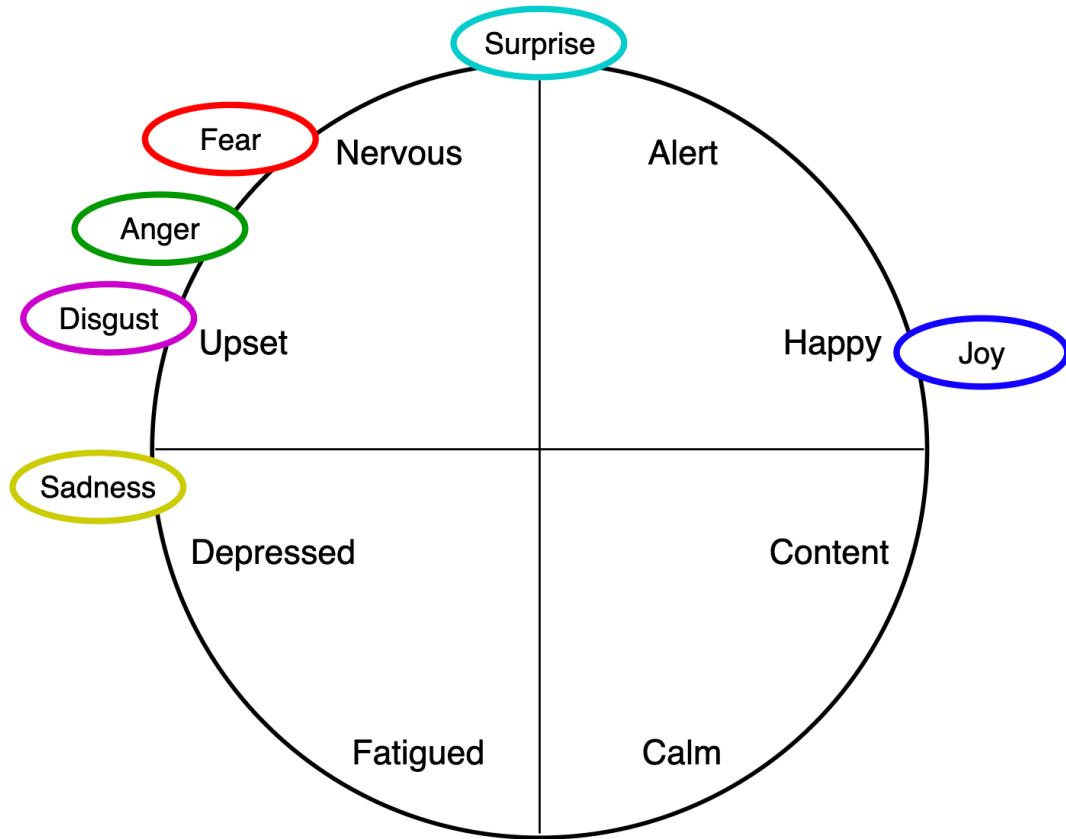 Surprise
Fear
Nervous
Alert
Anger
Disgust
Upset
Happy
Joy
Sadness
Depressed
Content
Fatigued
Calm